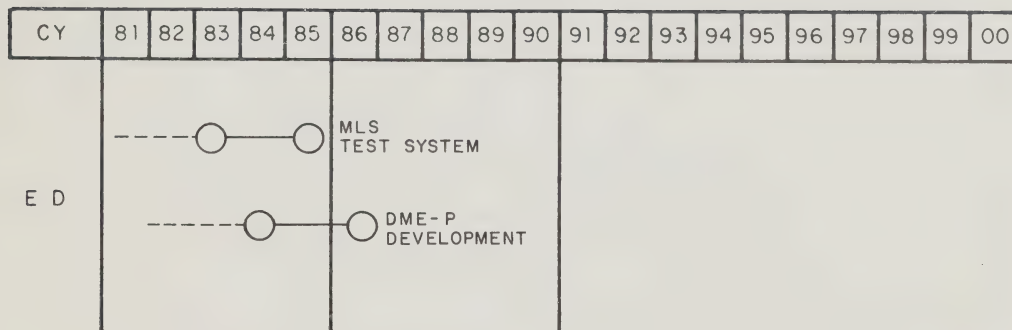 CY 81 82 83 84 85 86 87 88 89 90 91 92 93 94 95 96 97 98 99 00
MLS
TEST SYSTEM
E D
DME-P
DEVELOPMENT